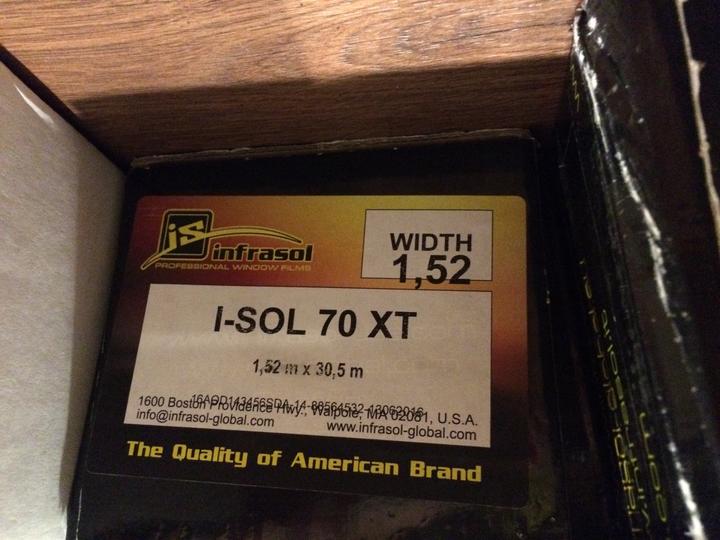 is infrasol
PROFESSIONAL WINDOW FILMS
WIDTH
1,52
I-SOL 70 XT
1,52 m x 30,5 m
1600 Boston Providence Hwy., Walpole, MA 02081, U.S.A.
info@infrasol-global.com
www.infrasol-global.com
The Quality of American Brand